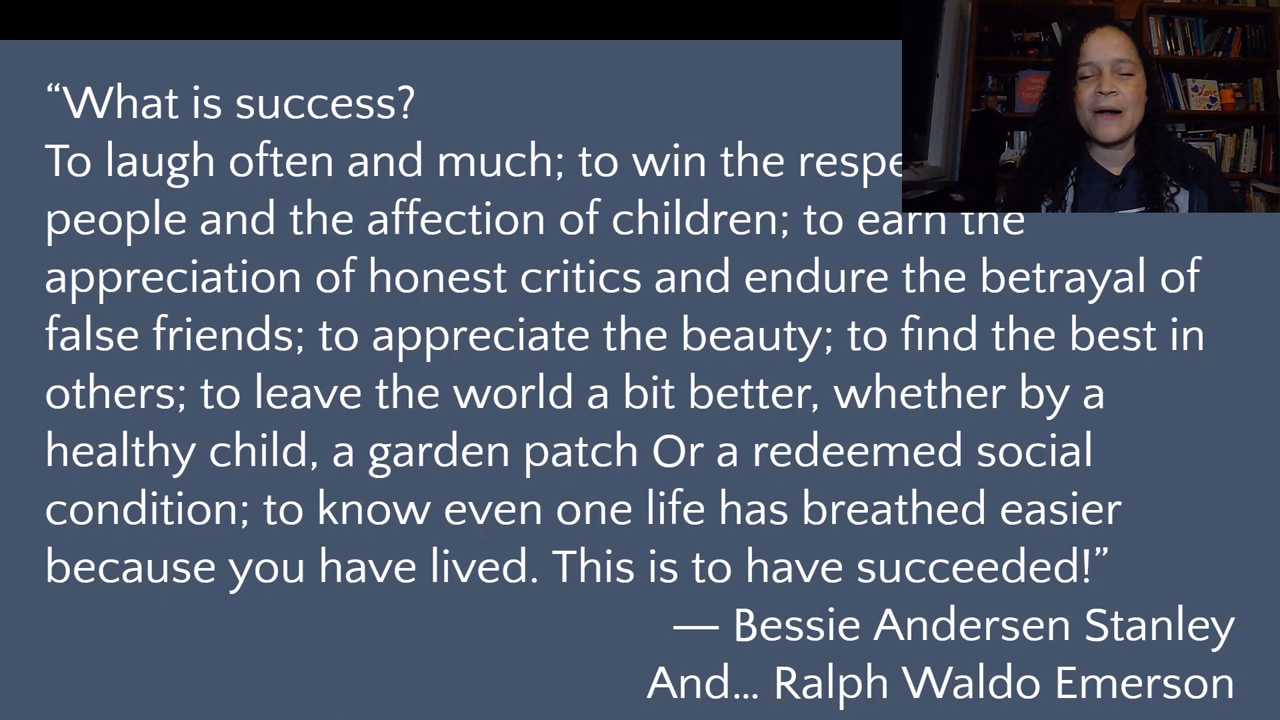 “What is success?
To laugh often and much; to win the
people and the affection of children; to earn the
appreciation of honest critics and endure the betrayal of
false friends; to appreciate the beauty; to find the best in
others; to leave the world a bit better, whether by a
healthy child, a garden patch Or a redeemed social
condition; to know even one life has breathed easier
because you have lived. This is to have succeeded!”
— Bessie Andersen Stanley
And... Ralph Waldo Emerson